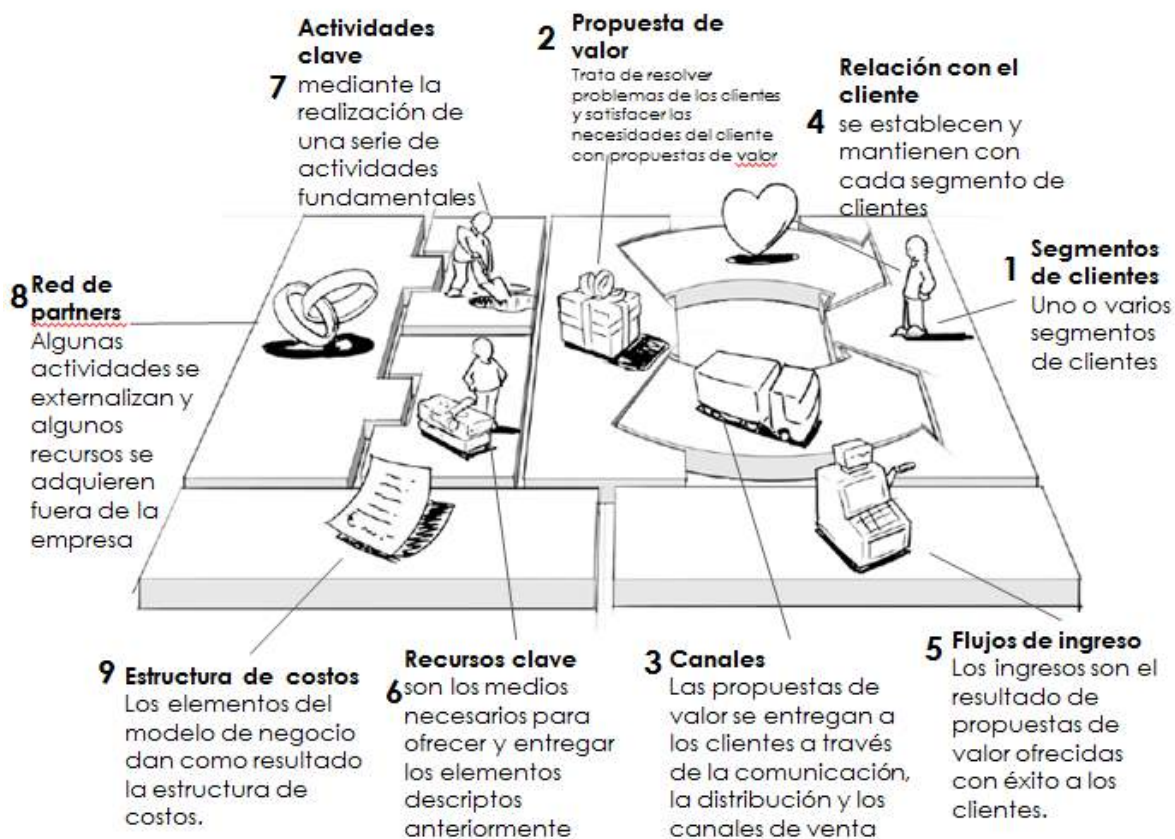 Actividades
clave
7 mediante la
realización de
una serie de
actividades
fundamentales
2 Propuesta de
valor
Trata de resolver
problemas de los clientes
y satisfacer las
necesidades del cliente
con propuestas de valor
Relación con el
cliente
4 se establecen y
mantienen con
cada segmento de
clientes
1 Segmentos
de clientes
Uno o varios
segmentos
de clientes
8 Red de
partners
Algunas
actividades se
externalizan y
algunos
recursos se
adquieren
fuera de la
empresa
9 Estructura de costos
Los elementos del
modelo de negocio
dan como resultado
la estructura de
costos.
Recursos clave
6 son los medios
necesarios para
ofrecer y entregar
los elementos
descriptos
anteriormente
3 Canales
Las propuestas de
valor se entregan a
los clientes a través
de la comunicación,
la distribución y los
canales de venta
5 Flujos de ingreso
Los ingresos son el
resultado de
propuestas de
valor ofrecidas
con éxito a los
clientes.